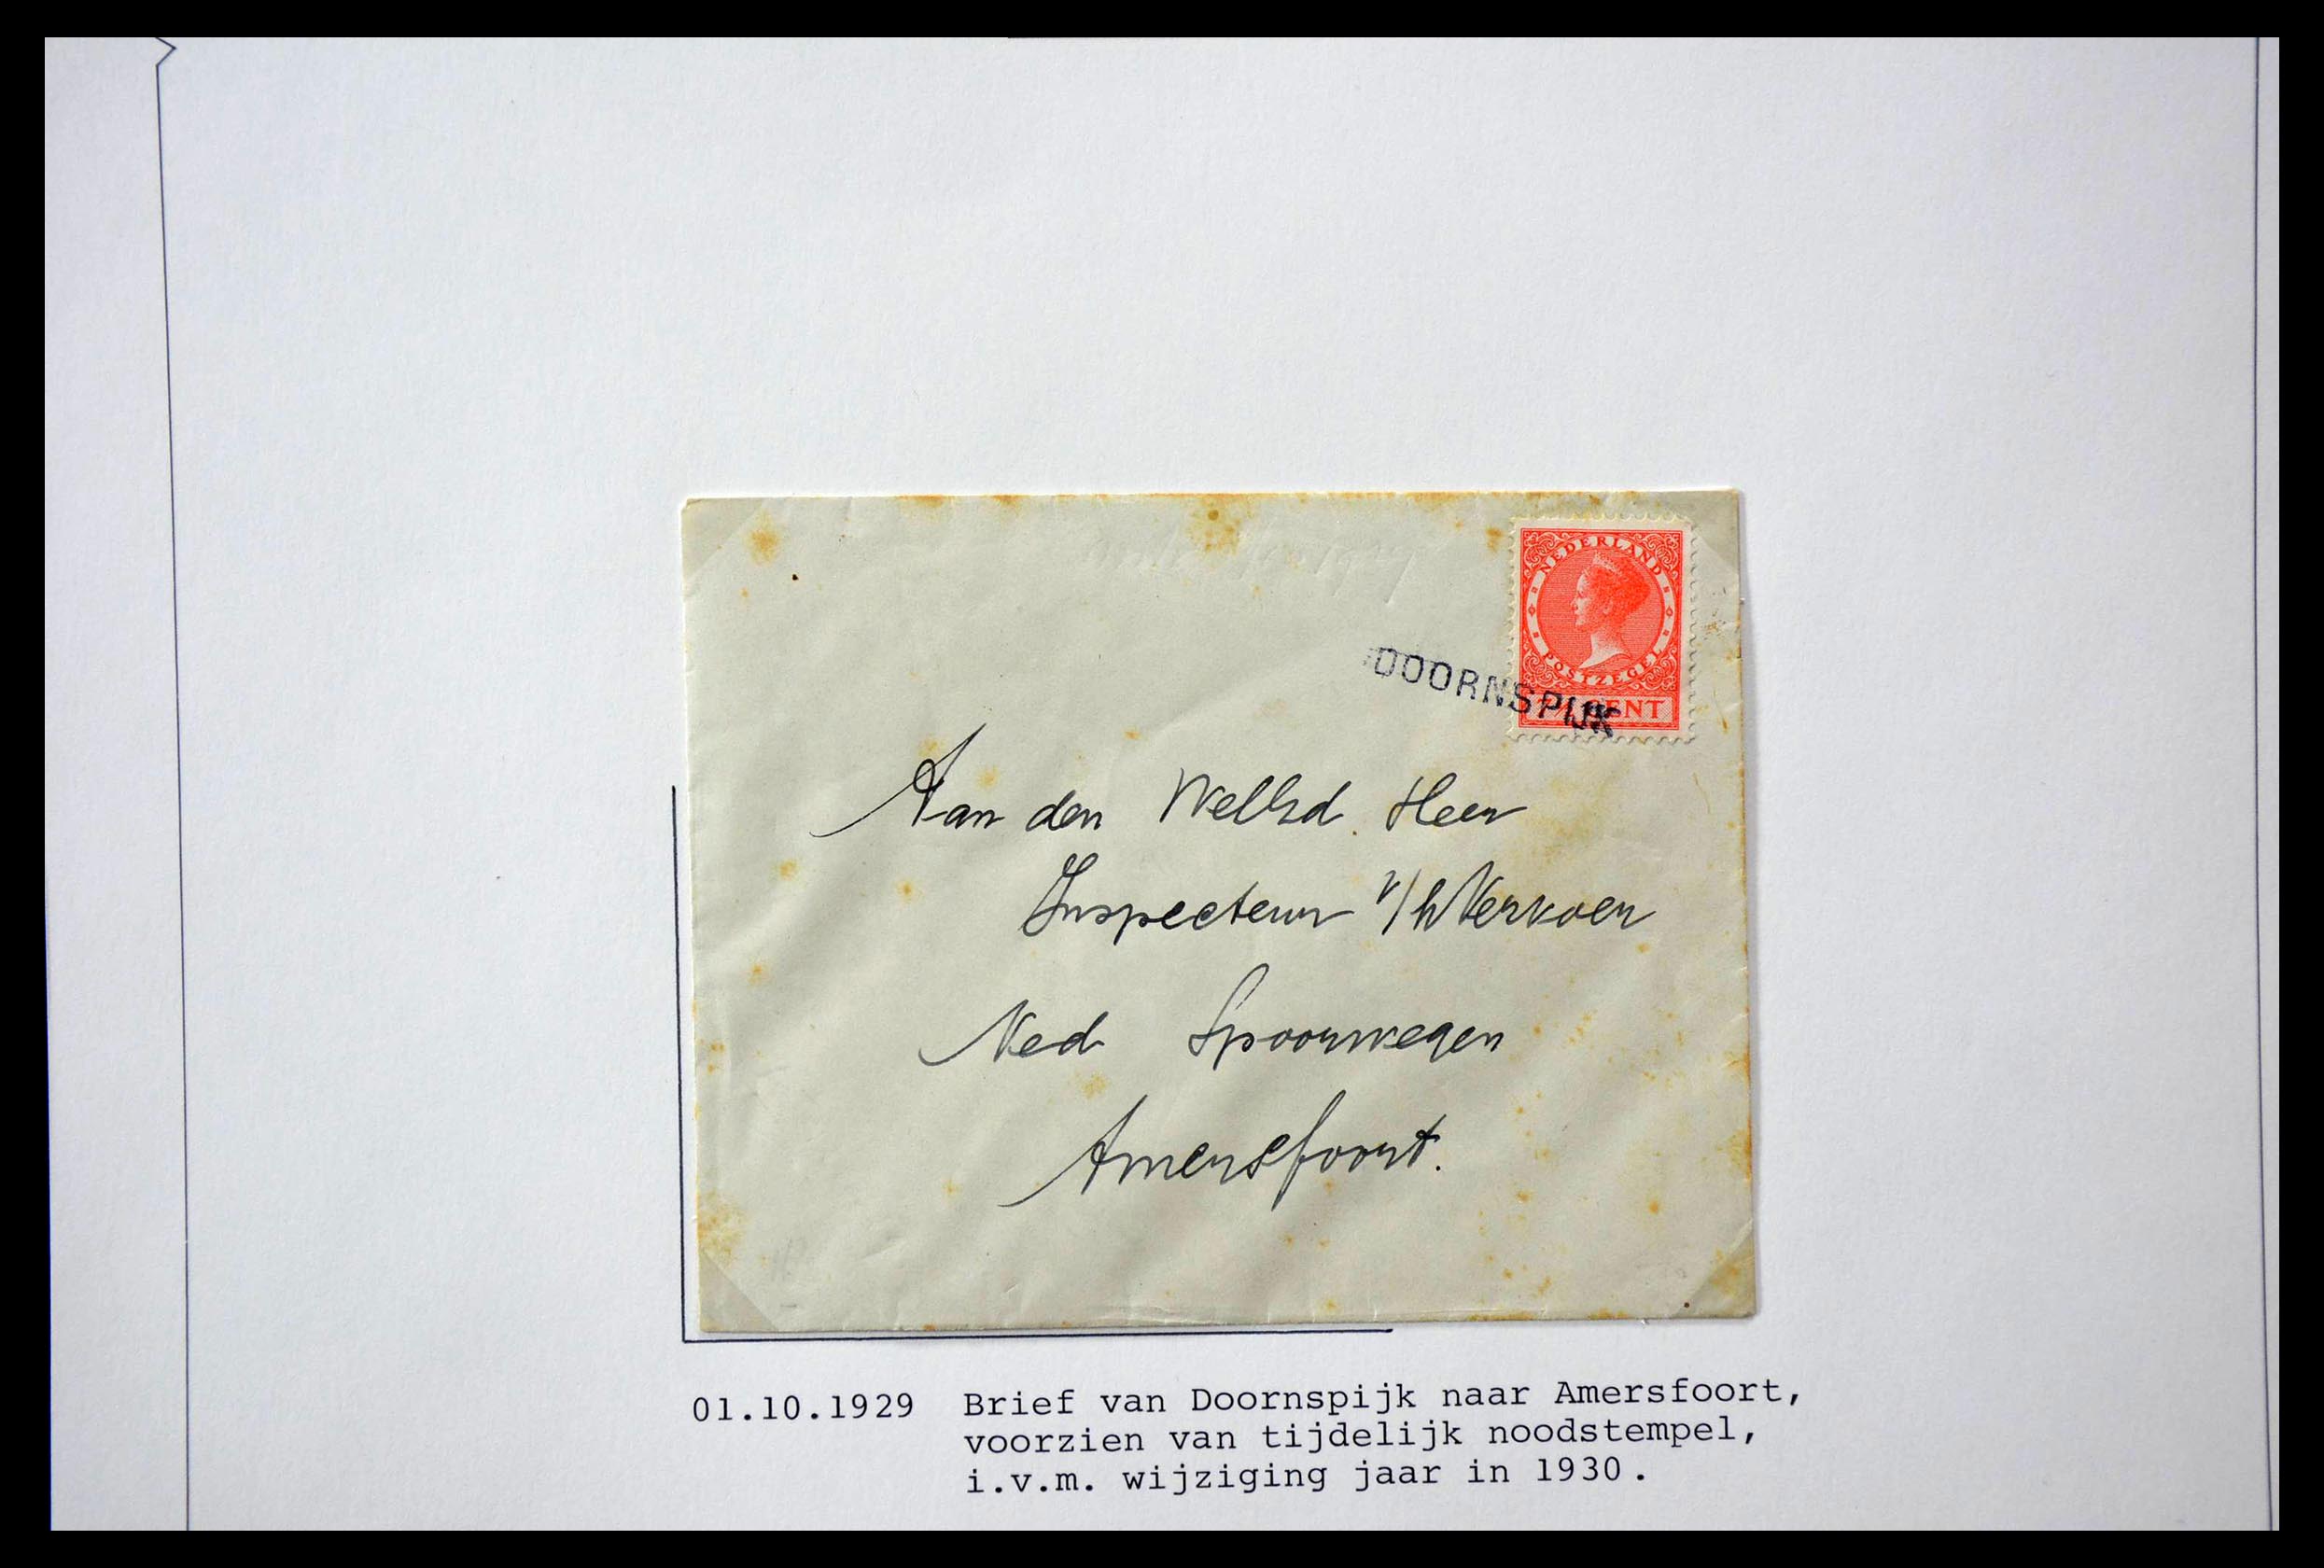 NEDERLAND
POSTZEGEL
CENT
DOORNSPIJK
Aan den WelEd. Heer
Inspecteur v/h Vervoer
Ned Spoorwegen
Amersfoort.
01.10.1929 Brief van Doornspijk naar Amersfoort,
voorzien van tijdelijk noodstempel,
i.v.m. wijziging jaar in 1930.